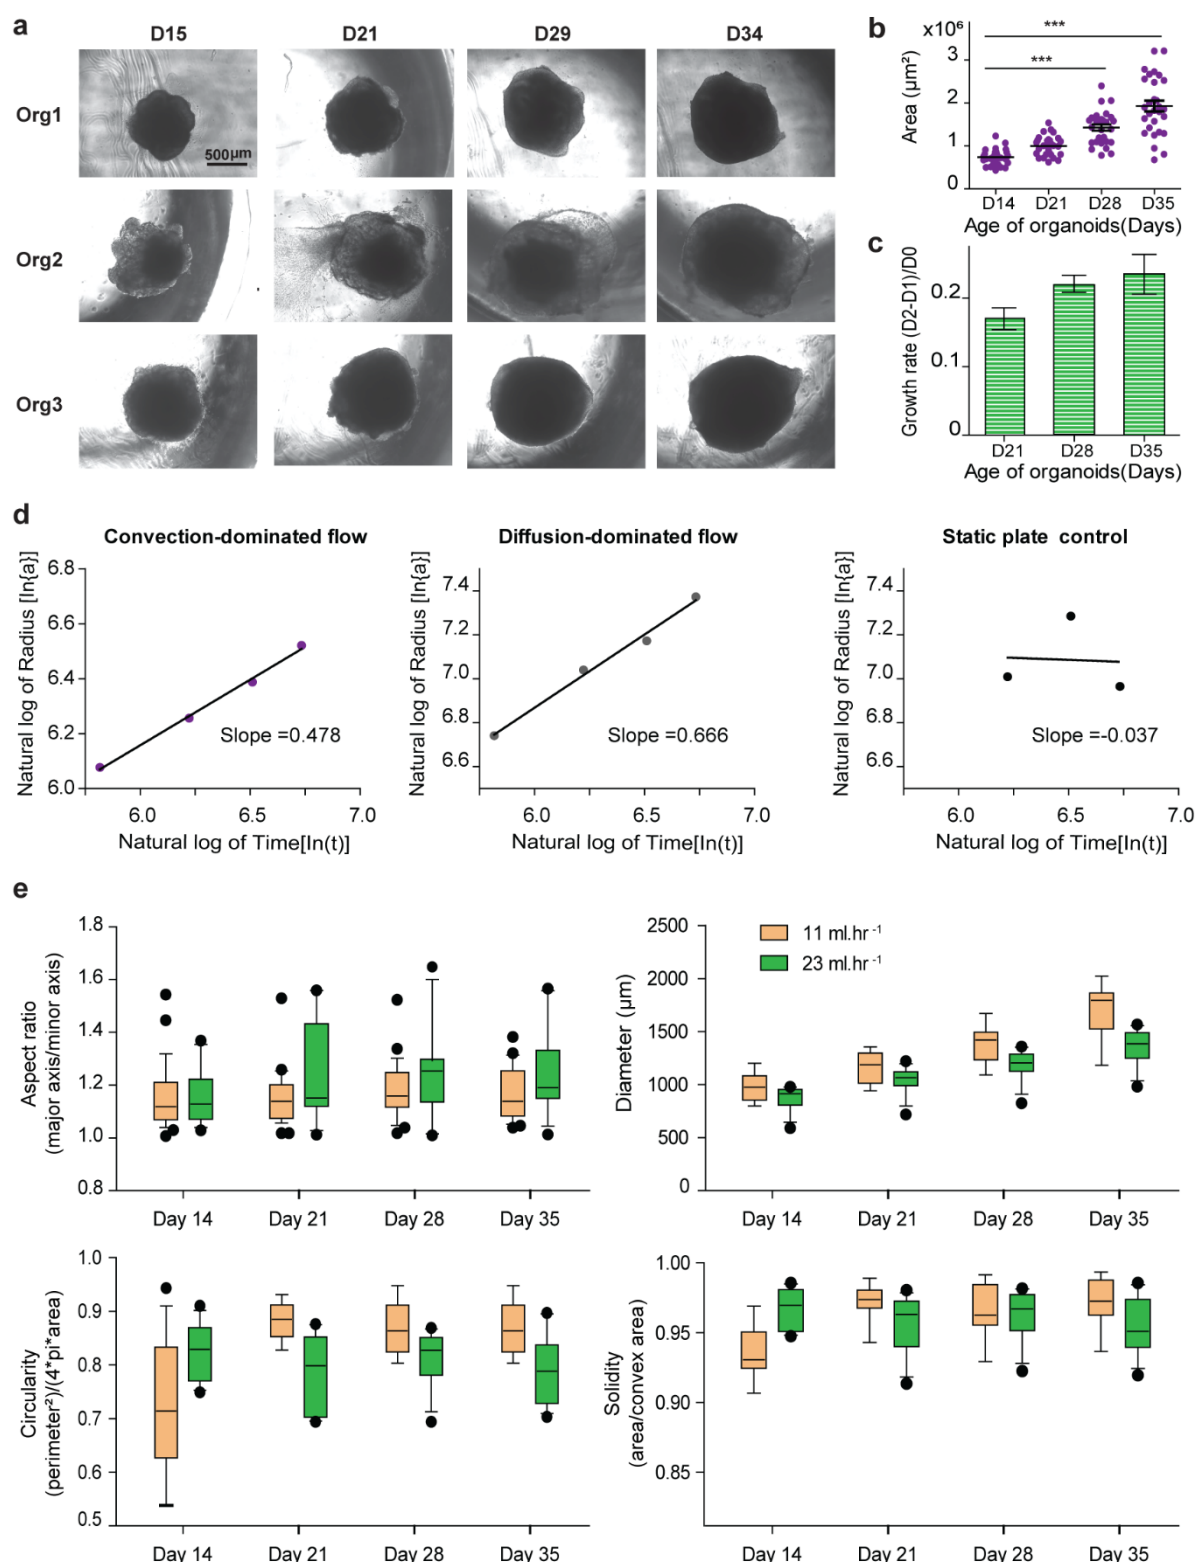 a
D15 D21 D29 D34
Org1
500µm
Org2
Org3
b
x10⁶
***
***
Area (µm²)
3
2
1
0
D14 D21 D28 D35
Age of organoids(Days)
c
Growth rate (D2-D1)/D0
0.2
0.1
0
D21 D28 D35
Age of organoids(Days)
d
Convection-dominated flow
Natural log of Radius [ln{a}]
6.8
6.6
6.4
6.2
6.0
Slope =0.478
6.0 6.5 7.0
Natural log of Time[ln(t)]
Diffusion-dominated flow
Natural log of Radius [ln{a}]
7.4
7.2
7.0
6.8
6.6
Slope =0.666
6.0 6.5 7.0
Natural log of Time[ln(t)]
Static plate control
Natural log of Radius [ln{a}]
7.4
7.2
7.0
6.8
6.6
Slope =-0.037
6.0 6.5 7.0
Natural log of Time[ln(t)]
e
Aspect ratio
(major axis/minor axis)
1.8
1.6
1.4
1.2
1.0
0.8
Day 14 Day 21 Day 28 Day 35
Diameter (µm)
2500
2000
1500
1000
500
0
11 ml.hr⁻¹
23 ml.hr⁻¹
Day 14 Day 21 Day 28 Day 35
Circularity
(perimeter²)/(4*pi*area)
1.0
0.9
0.8
0.7
0.6
0.5
Day 14 Day 21 Day 28 Day 35
Solidity
(area/convex area)
1.00
0.95
0.90
0.85
Day 14 Day 21 Day 28 Day 35